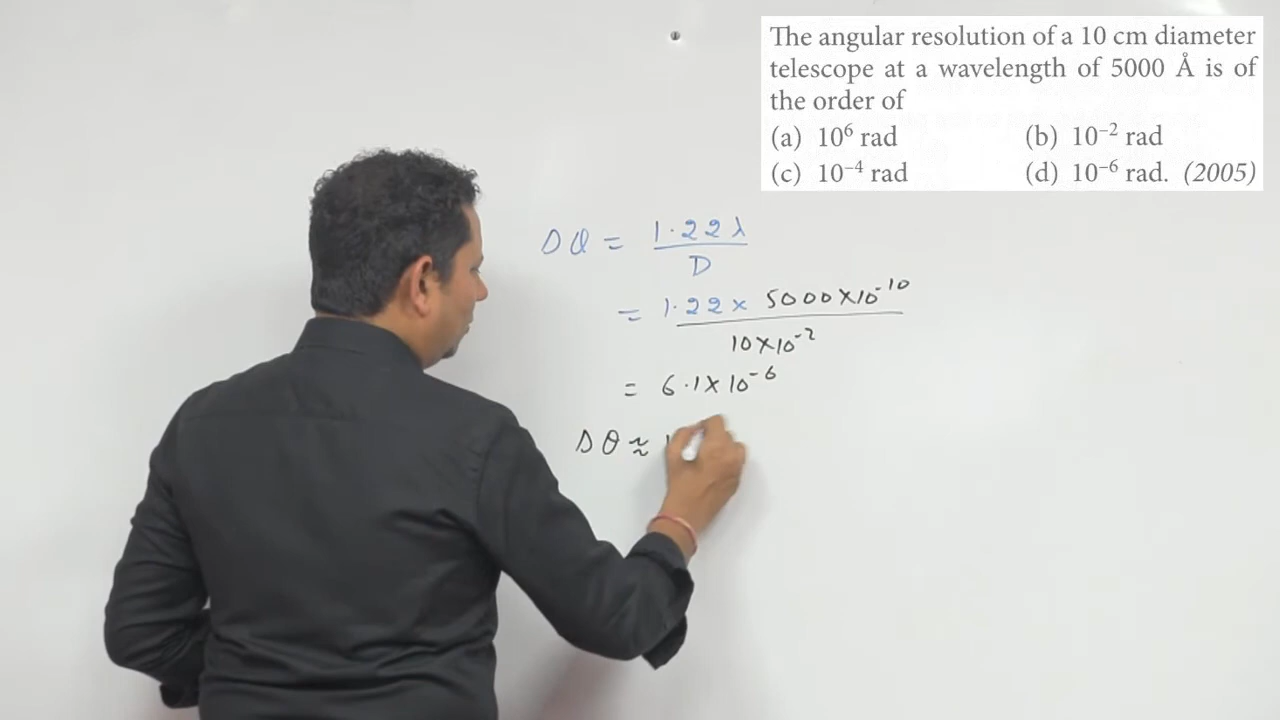 The angular resolution of a 10 cm diameter
telescope at a wavelength of 5000 Å is of
the order of
(a) 10⁶ rad (b) 10⁻² rad
(c) 10⁻⁴ rad (d) 10⁻⁶ rad. (2005)
Δθ = 1.22λ / D
= 1.22 × 5000×10⁻¹⁰ / 10×10⁻²
= 6.1×10⁻⁶
Δθ ≈